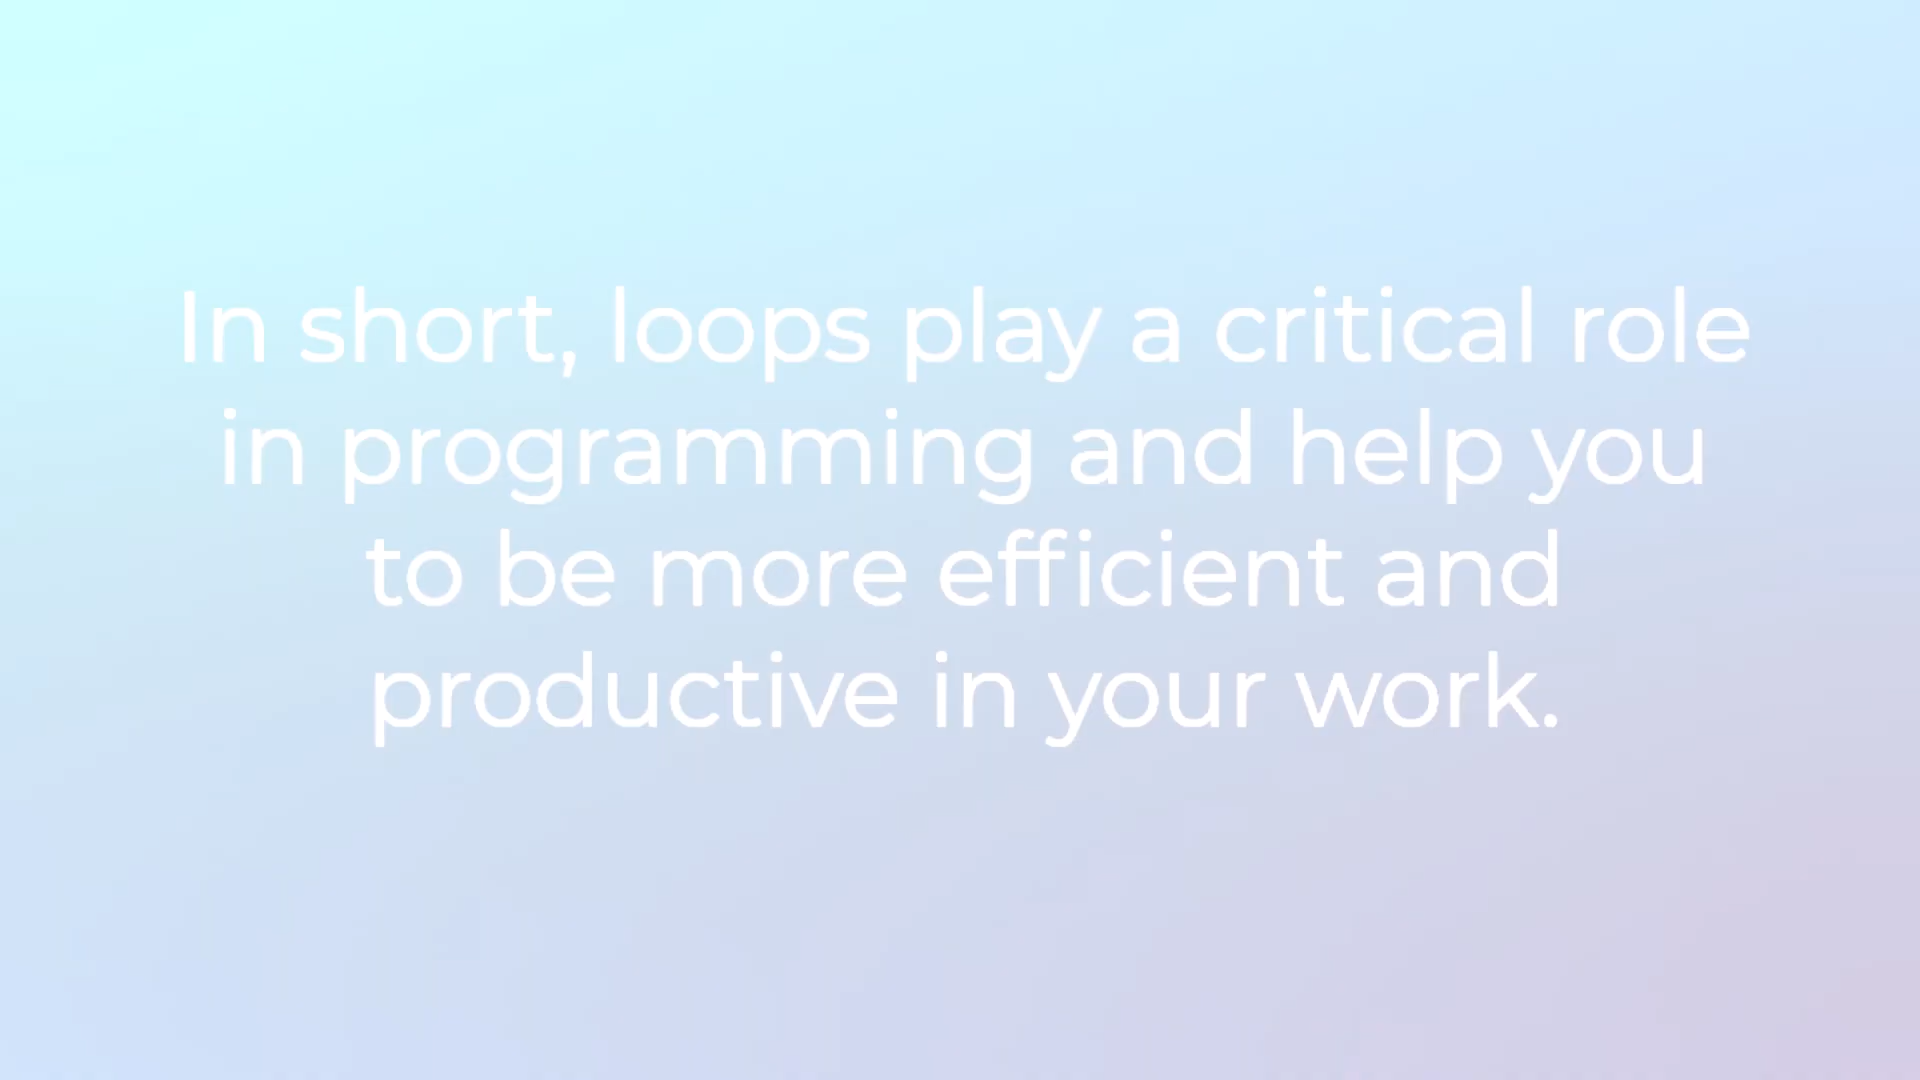 In short, loops play a critical role
in programming and help you
to be more efficient and
productive in your work.